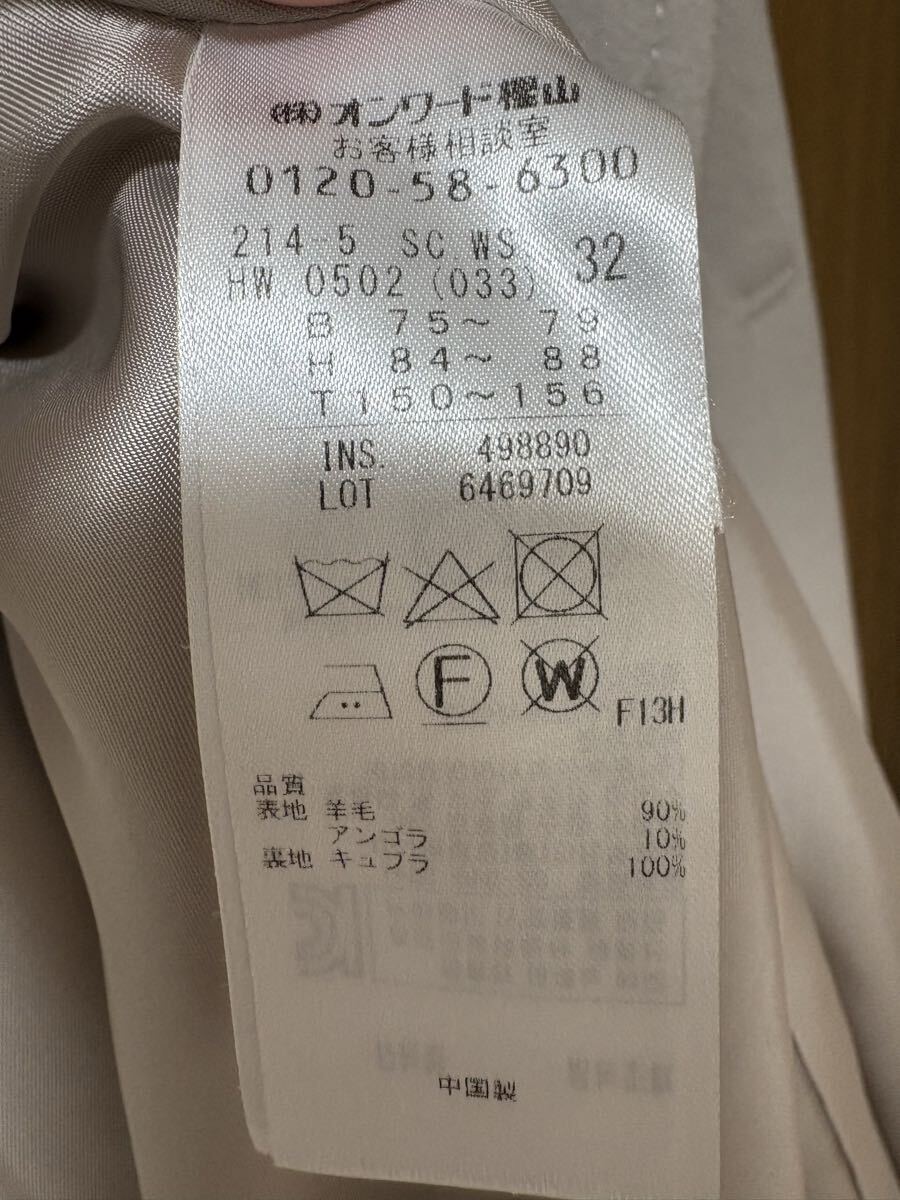 (株)オンワード樫山
お客様相談室
0120-58-6300
214-5 SC WS 32
HW 0502 (033)
B 75～ 79
H 84～ 88
T150～156
INS. 498890
LOT 6469709
F
W
F13H
品質
表地 羊毛 90%
アンゴラ 10%
裏地 キュプラ 100%
中国製